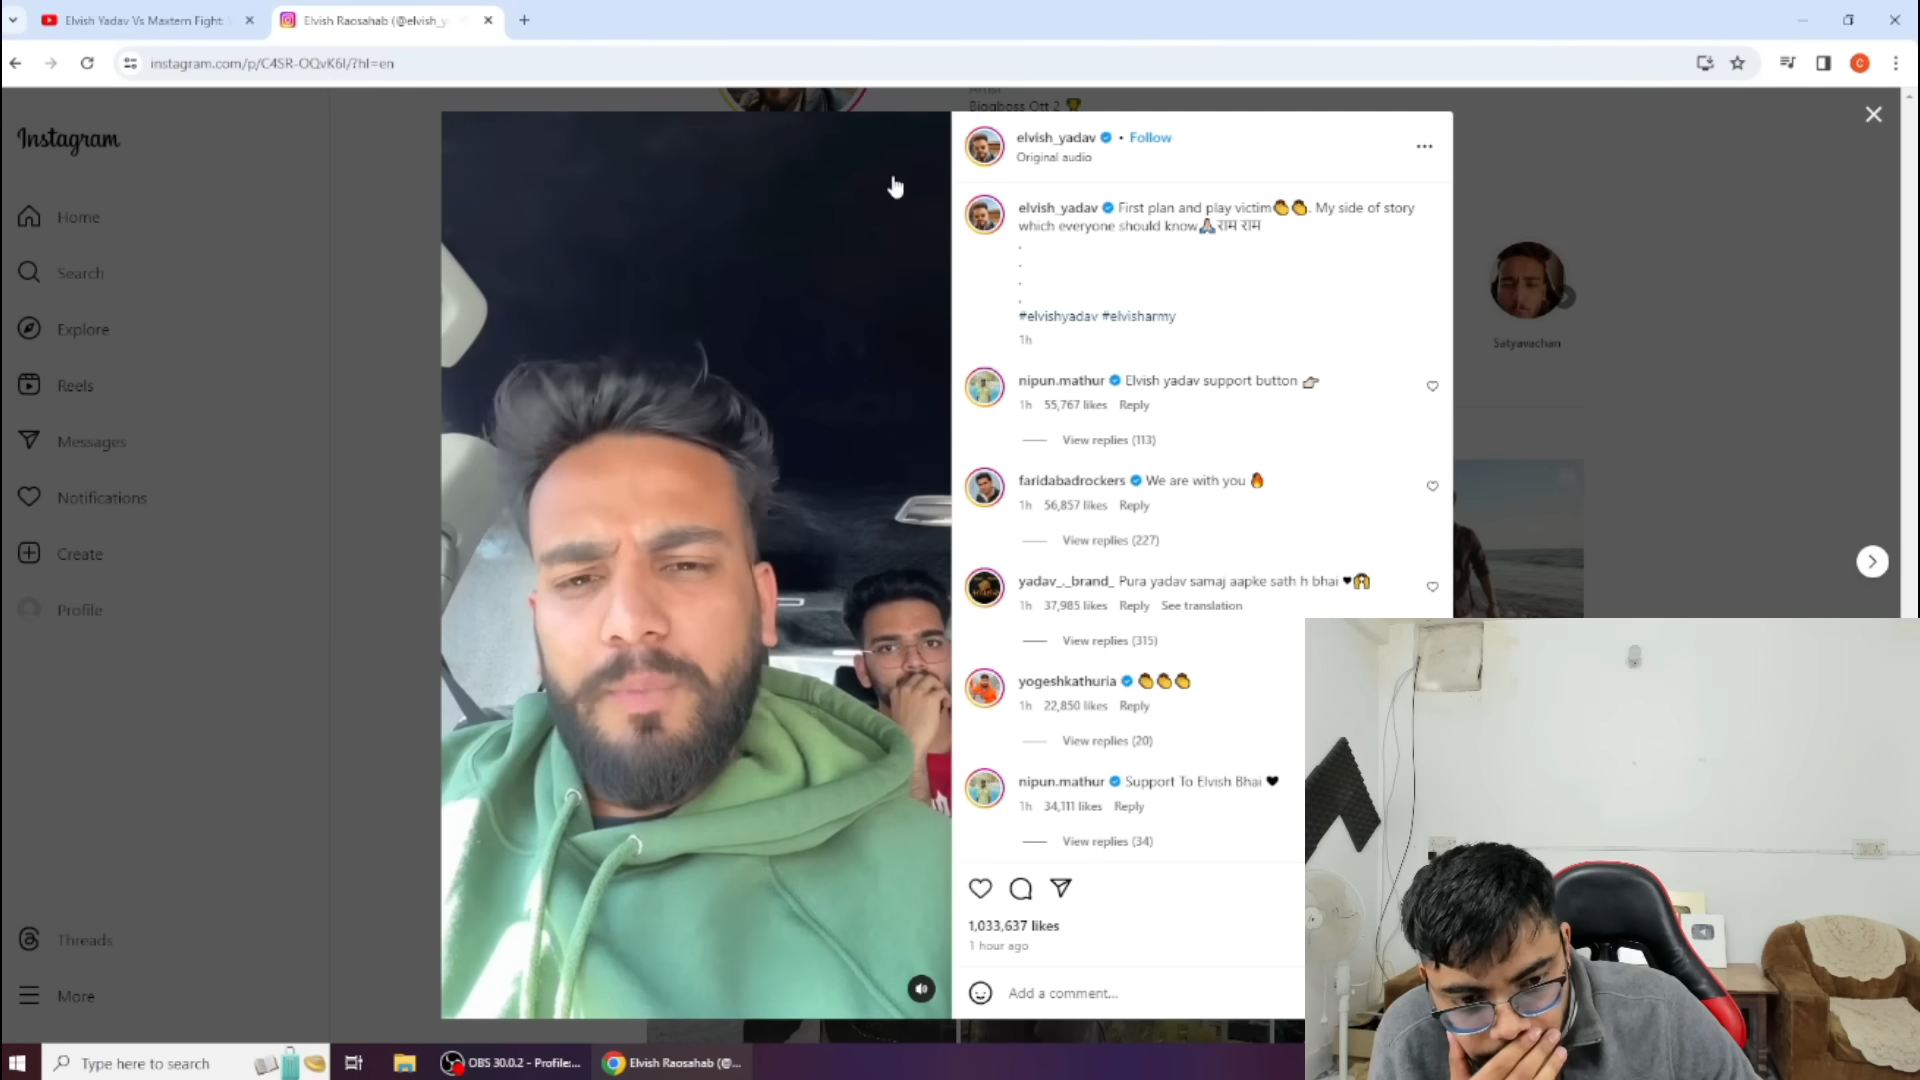 Elvish Yadav Vs Maxtern Fight:
Elvish Raosahab (@elvish_y
instagram.com/p/C4SR-OQvK6I/?hl=en
C
Artist
Biggboss Ott 2 🏆
Instagram
Home
Search
Explore
Reels
Messages
Notifications
Create
Profile
Threads
More
elvish_yadav • Follow
Original audio
elvish_yadav First plan and play victim👏👏. My side of story
which everyone should know🙏🏻राम राम
.
.
.
.
#elvishyadav #elvisharmy
1h
nipun.mathur Elvish yadav support button 👉🏻
1h 55,767 likes Reply
View replies (113)
faridabadrockers We are with you 🔥
1h 56,857 likes Reply
View replies (227)
yadav_._brand_ Pura yadav samaj aapke sath h bhai ♥🙌
1h 37,985 likes Reply See translation
View replies (315)
yogeshkathuria 👏👏👏
1h 22,850 likes Reply
View replies (20)
nipun.mathur Support To Elvish Bhai ♥
1h 34,111 likes Reply
View replies (34)
1,033,637 likes
1 hour ago
Add a comment...
Satyavachan
Type here to search
OBS 30.0.2 - Profile:...
Elvish Raosahab (@...